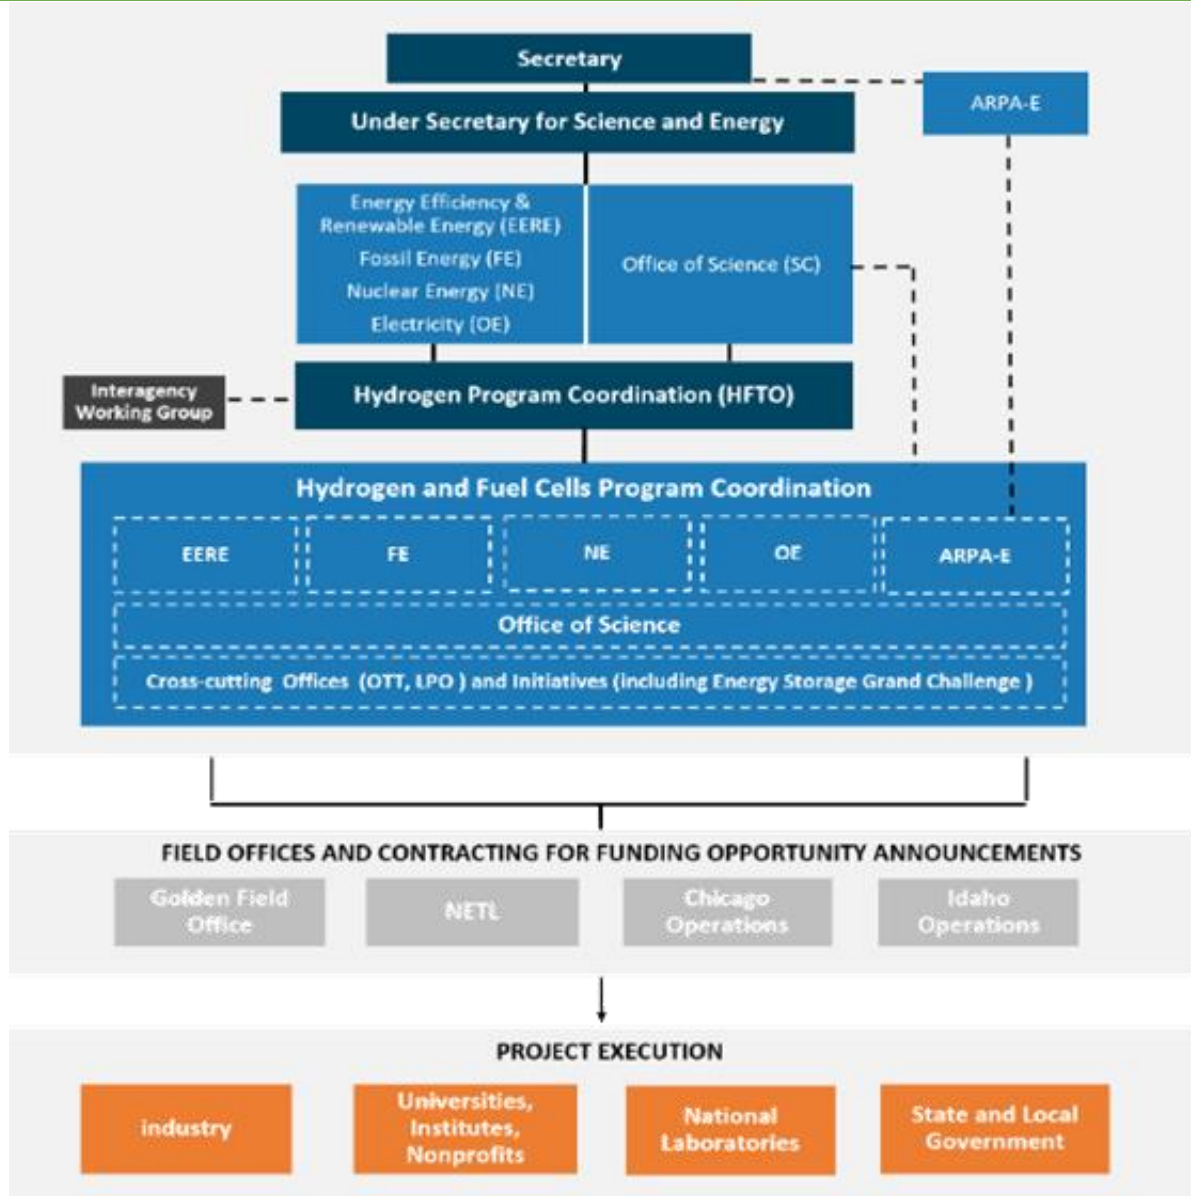 Secretary
ARPA-E
Under Secretary for Science and Energy
Energy Efficiency &
Renewable Energy (EERE)
Fossil Energy (FE)
Nuclear Energy (NE)
Electricity (OE)
Office of Science (SC)
Interagency
Working Group
Hydrogen Program Coordination (HFTO)
Hydrogen and Fuel Cells Program Coordination
EERE
FE
NE
OE
ARPA-E
Office of Science
Cross-cutting Offices (OTT, LPO ) and Initiatives (including Energy Storage Grand Challenge )
FIELD OFFICES AND CONTRACTING FOR FUNDING OPPORTUNITY ANNOUNCEMENTS
Golden Field
Office
NETL
Chicago
Operations
Idaho
Operations
PROJECT EXECUTION
industry
Universities,
Institutes,
Nonprofits
National
Laboratories
State and Local
Government